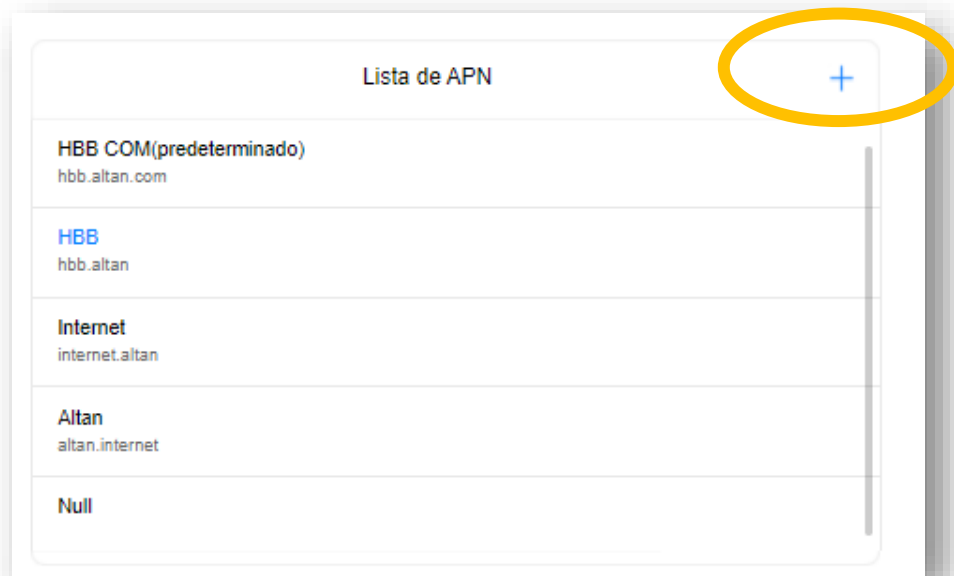 Lista de APN
HBB COM(predeterminado)
hbb.altan.com
HBB
hbb.altan
Internet
internet.altan
Altan
altan.internet
Null